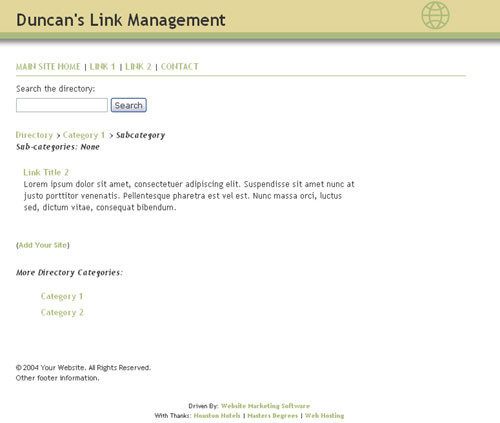 Duncan's Link Management
MAIN SITE HOME | LINK 1 | LINK 2 | CONTACT
Search the directory:
Search
Directory > Category 1 > Subcategory
Sub-categories: None
Link Title 2
Lorem ipsum dolor sit amet, consectetuer adipiscing elit. Suspendisse sit amet nunc at
justo porttitor venenatis. Pellentesque pharetra est vel est. Nunc massa orci, luctus
sed, dictum vitae, consequat bibendum.
(Add Your Site)
More Directory Categories:
Category 1
Category 2
© 2004 Your Website. All Rights Reserved.
Other footer information.
Driven By: Website Marketing Software
With Thanks: Houston Hotels | Masters Degrees | Web Hosting